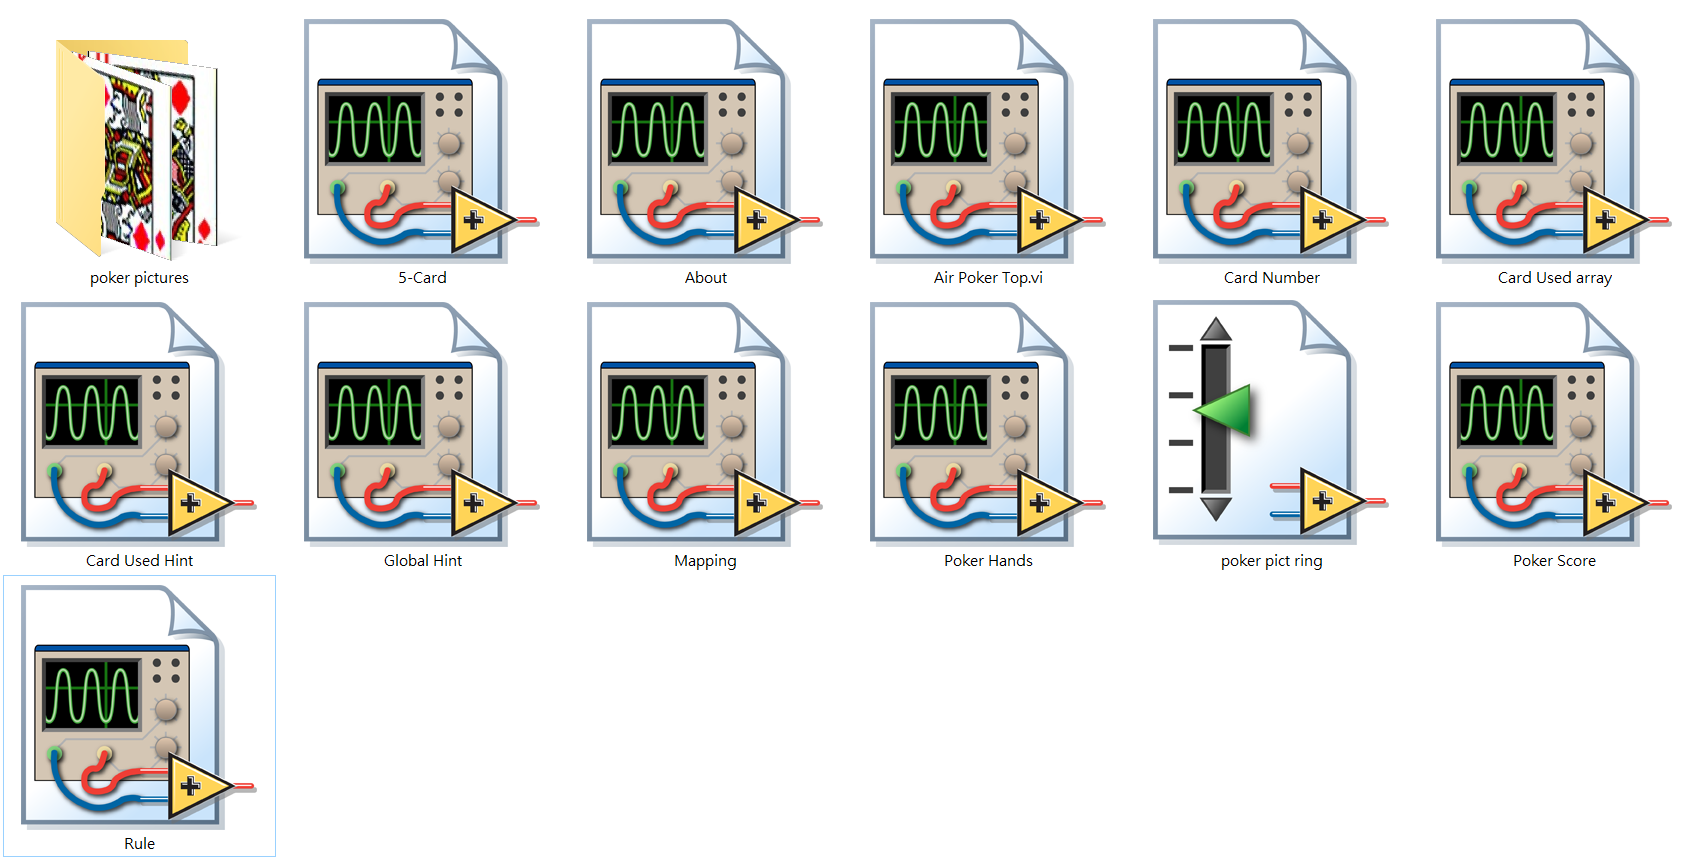 poker pictures
5-Card
About
Air Poker Top.vi
Card Number
Card Used array
Card Used Hint
Global Hint
Mapping
Poker Hands
poker pict ring
Poker Score
Rule